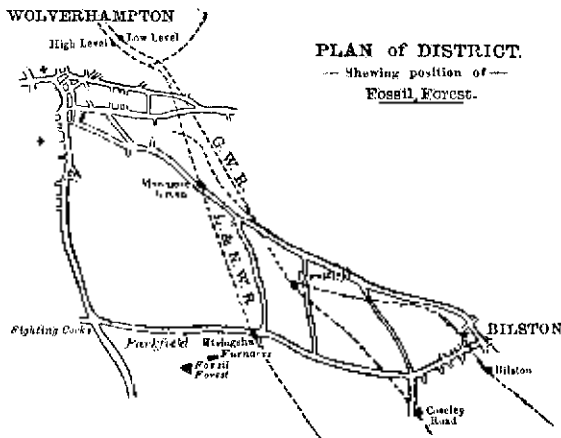 WOLVERHAMPTON
High Level
Low Level
PLAN of DISTRICT.
Shewing position of
Fossil Forest.
G.W.R.
Green
L. & N.W.R.
Fighting Cocks
Parkfield
Furnaces
Fossil
Forest
BILSTON
Bilston
Coseley
Road